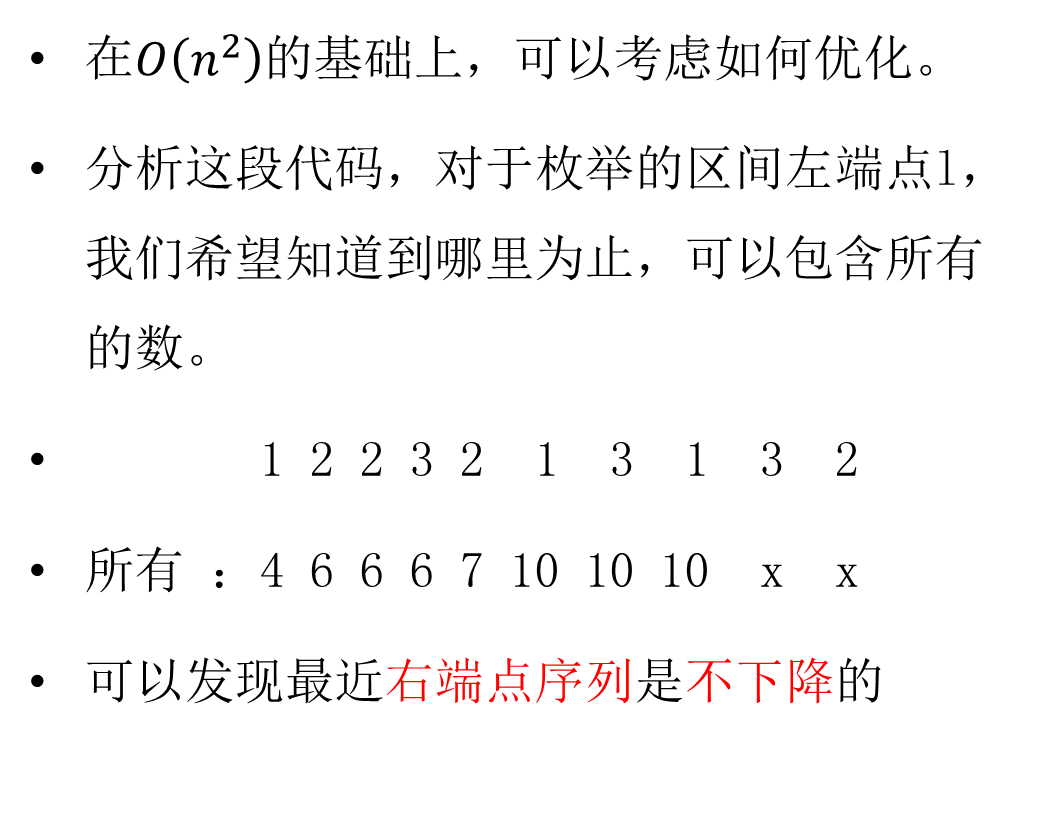 • 在𝑂(𝑛²)的基础上，可以考虑如何优化。
• 分析这段代码，对于枚举的区间左端点l，
我们希望知道到哪里为止，可以包含所有
的数。
• 1 2 2 3 2 1 3 1 3 2
• 所有 ：4 6 6 6 7 10 10 10 x x
• 可以发现最近右端点序列是不下降的